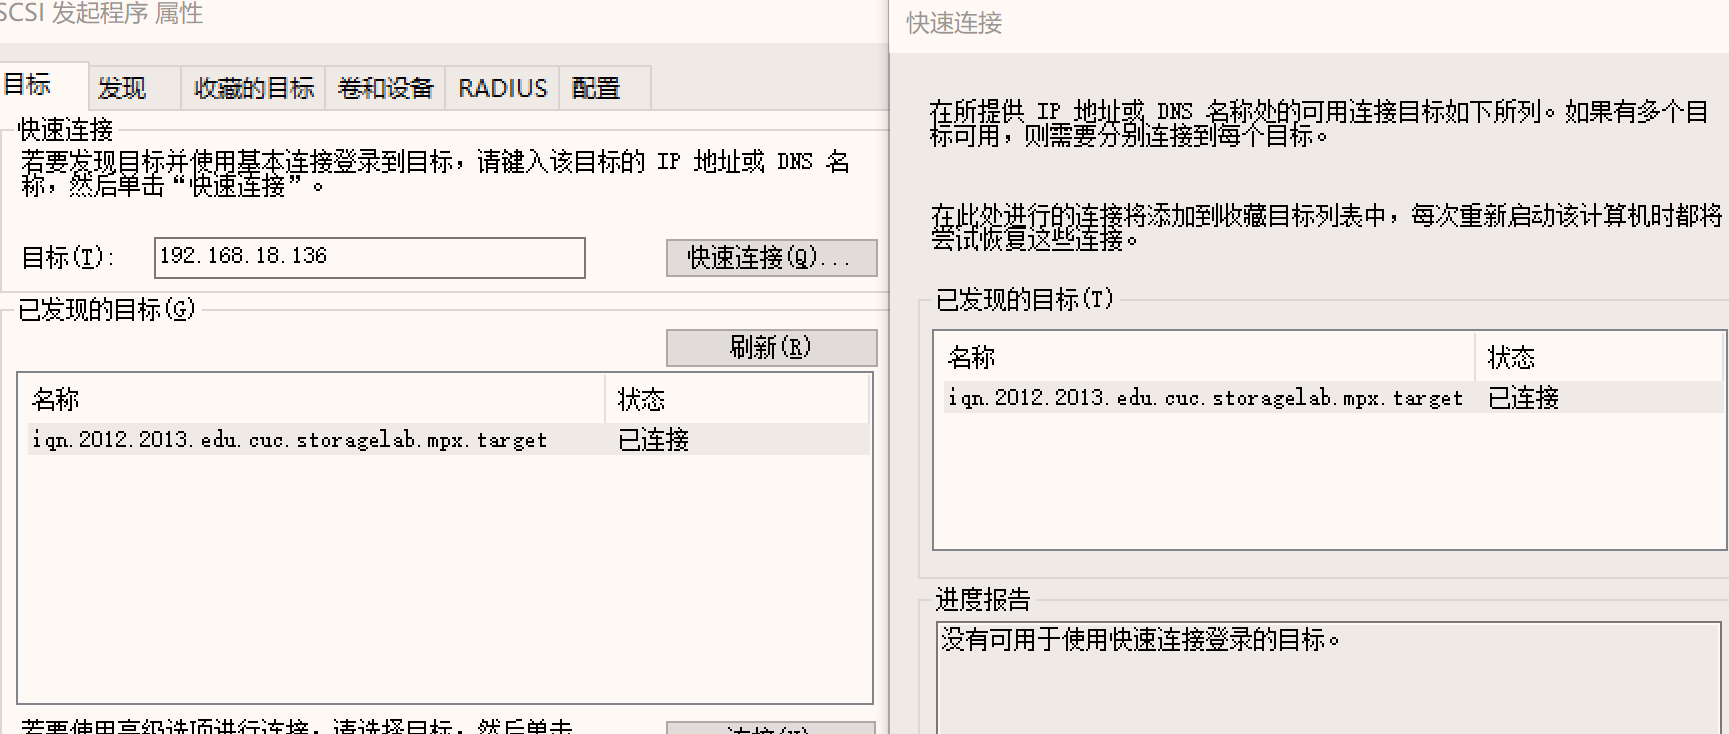 SCSI 发起程序 属性
目标
发现
收藏的目标
卷和设备
RADIUS
配置
快速连接
若要发现目标并使用基本连接登录到目标，请键入该目标的 IP 地址或 DNS 名
称，然后单击“快速连接”。
目标(T):
192.168.18.136
快速连接(Q)...
已发现的目标(G)
刷新(R)
名称
状态
iqn.2012.2013.edu.cuc.storagelab.mpx.target
已连接
若要使用高级选项进行连接，请选择目标，然后单击
连接(N)
快速连接
在所提供 IP 地址或 DNS 名称处的可用连接目标如下所列。如果有多个目
标可用，则需要分别连接到每个目标。
在此处进行的连接将添加到收藏目标列表中，每次重新启动该计算机时都将
尝试恢复这些连接。
已发现的目标(T)
名称
状态
iqn.2012.2013.edu.cuc.storagelab.mpx.target
已连接
进度报告
没有可用于使用快速连接登录的目标。